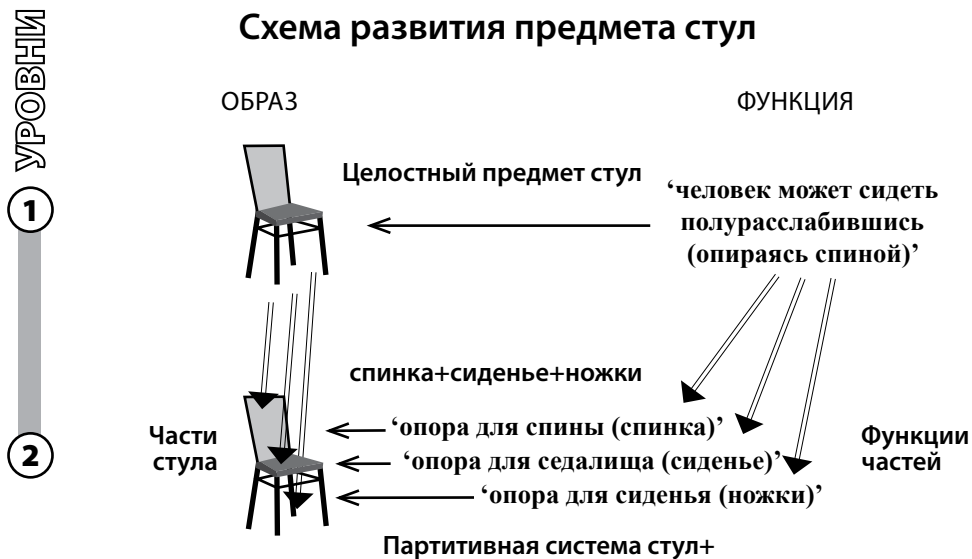 Схема развития предмета стул
УРОВНИ
ОБРАЗ
ФУНКЦИЯ
1
Целостный предмет стул
‘человек может сидеть
полурасслабившись
(опираясь спиной)’
спинка+сиденье+ножки
2
Части
стула
‘опора для спины (спинка)’
‘опора для седалища (сиденье)’
‘опора для сиденья (ножки)’
Функции
частей
Партитивная система стул+